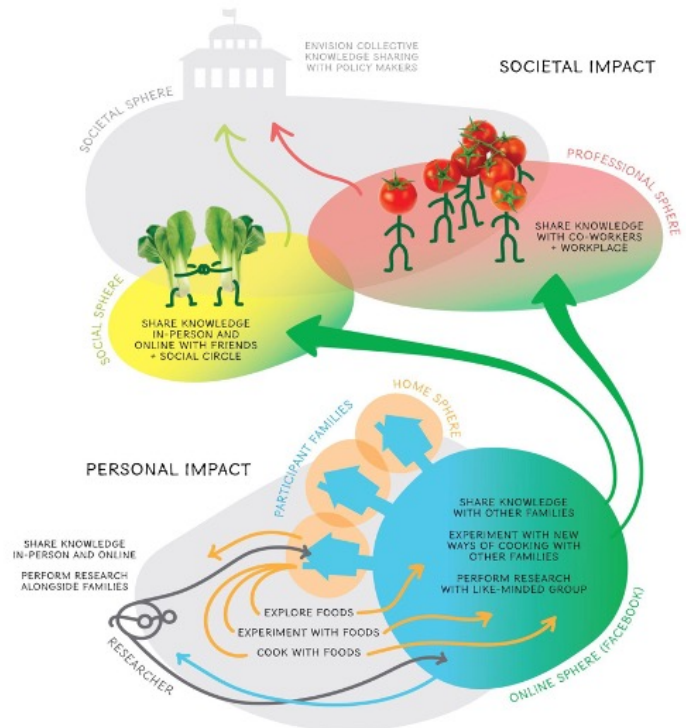 ENVISION COLLECTIVE
KNOWLEDGE SHARING
WITH POLICY MAKERS
SOCIETAL IMPACT
SOCIETAL SPHERE
PROFESSIONAL SPHERE
SHARE KNOWLEDGE
WITH CO-WORKERS
+ WORKPLACE
SOCIAL SPHERE
SHARE KNOWLEDGE
IN-PERSON AND
ONLINE WITH FRIENDS
+ SOCIAL CIRCLE
HOME SPHERE
PARTICIPANT FAMILIES
PERSONAL IMPACT
SHARE KNOWLEDGE
IN-PERSON AND ONLINE
PERFORM RESEARCH
ALONGSIDE FAMILIES
SHARE KNOWLEDGE
WITH OTHER FAMILIES
EXPERIMENT WITH NEW
WAYS OF COOKING WITH
OTHER FAMILIES
PERFORM RESEARCH
WITH LIKE-MINDED GROUP
EXPLORE FOODS
EXPERIMENT WITH FOODS
COOK WITH FOODS
RESEARCHER
ONLINE SPHERE (FACEBOOK)